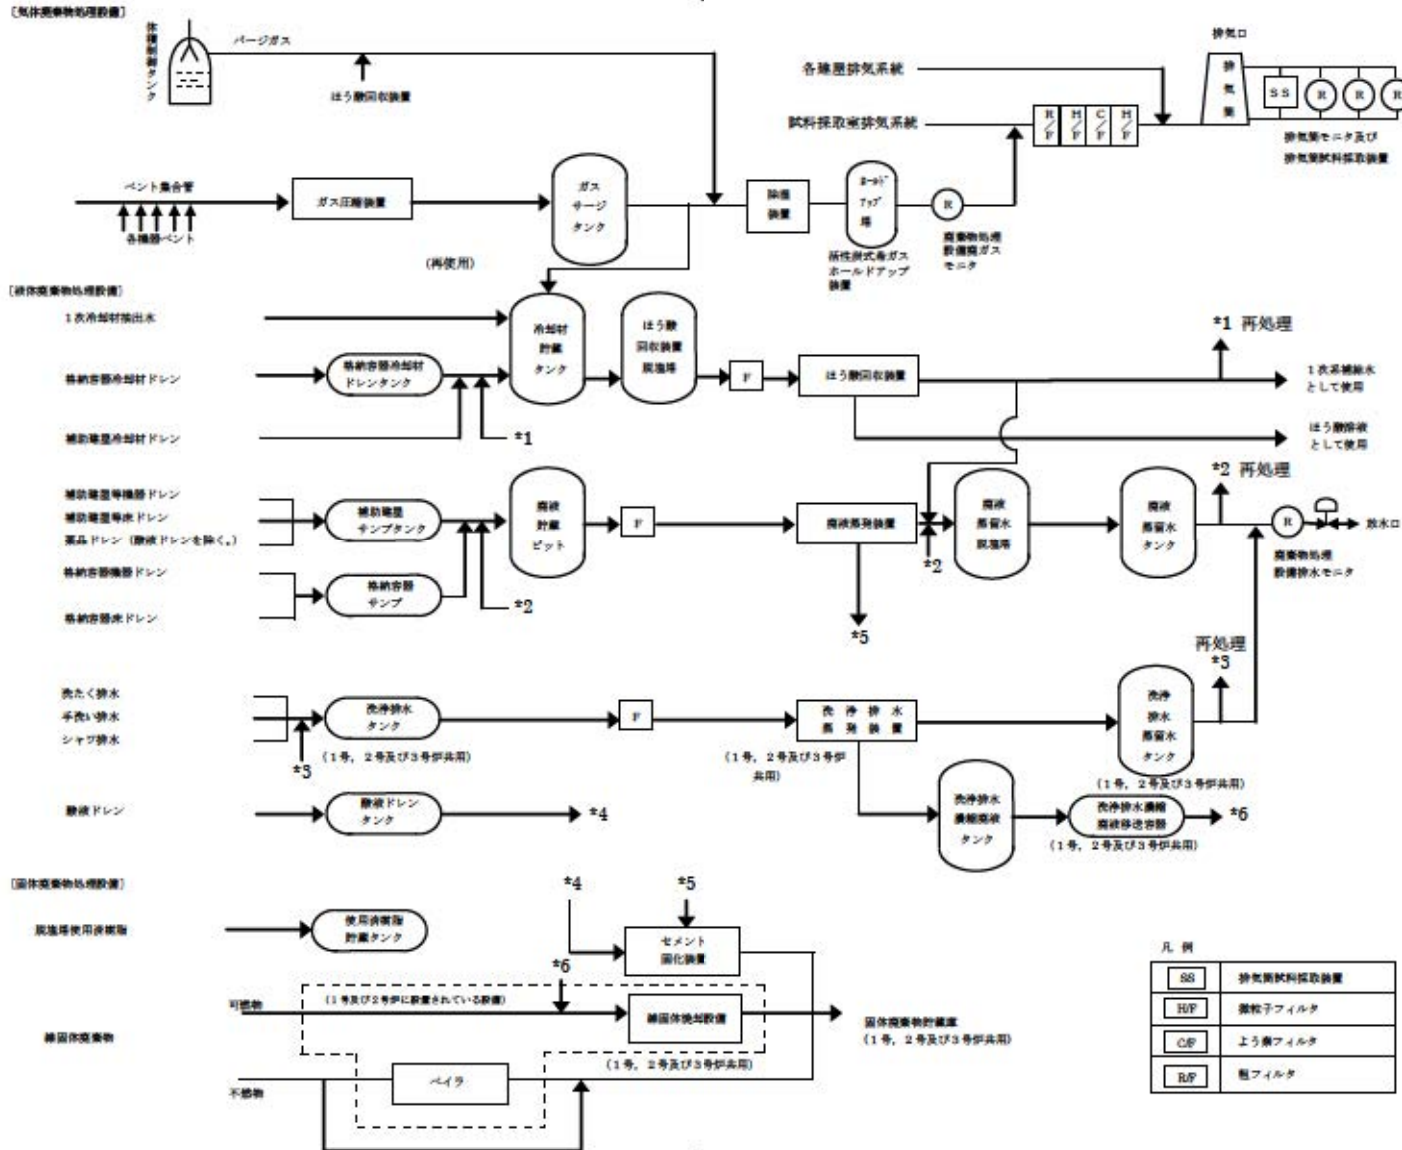 ［気体廃棄物処理設備］
体積制御タンク
パージガス
ほう酸回収装置
各建屋排気系統
試料採取室排気系統
R/F
H/F
C/F
H/F
排気口
排気筒
SS
R
R
R
排気筒モニタ及び
排気筒試料採取装置
ベント集合管
各機器ベント
ガス圧縮装置
ガス
サージ
タンク
除湿
装置
ホールド
アップ
塔
活性炭式希ガス
ホールドアップ
装置
R
廃棄物処理
設備廃ガス
モニタ
(再使用)
［液体廃棄物処理設備］
1次冷却材抽出水
格納容器冷却材ドレン
格納容器冷却材
ドレンタンク
補助建屋冷却材ドレン
*1
冷却材
貯蔵
タンク
ほう酸
回収装置
脱塩塔
F
ほう酸回収装置
*1 再処理
1次系補給水
として使用
ほう酸溶液
として使用
補助建屋等機器ドレン
補助建屋等床ドレン
薬品ドレン（酸液ドレンを除く。）
補助建屋
サンプタンク
格納容器機器ドレン
格納容器床ドレン
格納容器
サンプ
*2
廃液
貯蔵
ピット
F
廃液蒸発装置
*2
*5
廃液
蒸留水
脱塩塔
廃液
蒸留水
タンク
*2 再処理
R
放水口
廃棄物処理
設備排水モニタ
洗たく排水
手洗い排水
シャワ排水
*3
洗浄排水
タンク
(1号, 2号及び3号炉共用)
F
洗浄排水
蒸発装置
(1号, 2号及び3号炉
共用)
再処理
*3
洗浄
排水
蒸留水
タンク
(1号, 2号及び3号炉共用)
酸液ドレン
酸液ドレン
タンク
*4
洗浄排水
濃縮廃液
タンク
洗浄排水濃縮
廃液移送容器
*6
(1号, 2号及び3号炉共用)
［固体廃棄物処理設備］
脱塩塔使用済樹脂
使用済樹脂
貯蔵タンク
*4
*5
セメント
固化装置
*6
可燃物
(1号及び2号炉に設置されている設備)
雑固体焼却設備
雑固体廃棄物
(1号, 2号及び3号炉共用)
固体廃棄物貯蔵庫
(1号, 2号及び3号炉共用)
不燃物
ベイラ
凡 例
SS 排気筒試料採取装置
H/F 微粒子フィルタ
C/F よう素フィルタ
R/F 粗フィルタ